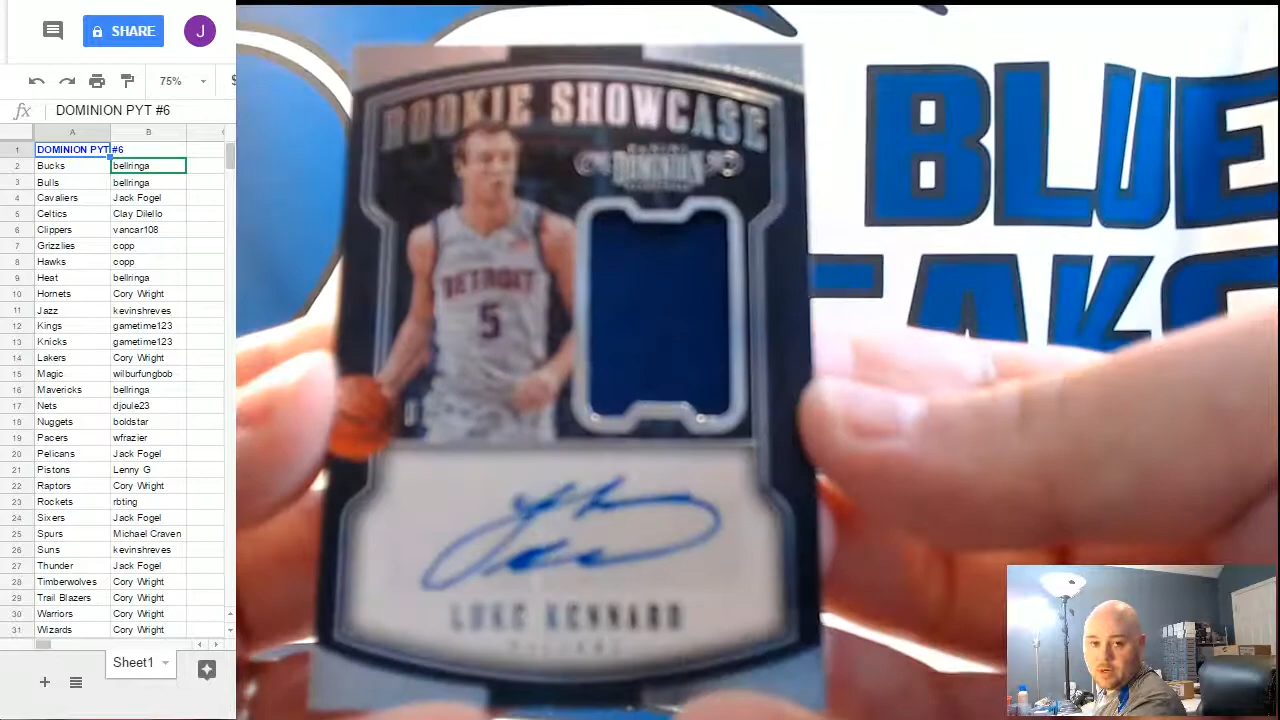 SHARE
J
75%
fx
DOMINION PYT #6
A B
1 DOMINION PYT #6
2 Bucks bellringa
3 Bulls bellringa
4 Cavaliers Jack Fogel
5 Celtics Clay Dilello
6 Clippers vancar108
7 Grizzlies copp
8 Hawks copp
9 Heat bellringa
10 Hornets Cory Wright
11 Jazz kevinshreves
12 Kings gametime123
13 Knicks gametime123
14 Lakers Cory Wright
15 Magic wilburfungbob
16 Mavericks bellringa
17 Nets djouie23
18 Nuggets boldstar
19 Pacers wfrazier
20 Pelicans Jack Fogel
21 Pistons Lenny G
22 Raptors Cory Wright
23 Rockets rbting
24 Sixers Jack Fogel
25 Spurs Michael Craven
26 Suns kevinshreves
27 Thunder Jack Fogel
28 Timberwolves Cory Wright
29 Trail Blazers Cory Wright
30 Warriors Cory Wright
31 Wizards Cory Wright
Sheet1
ROOKIE SHOWCASE
PANINI
DOMINION
DETROIT
5
LUKE KENNARD
BLUE